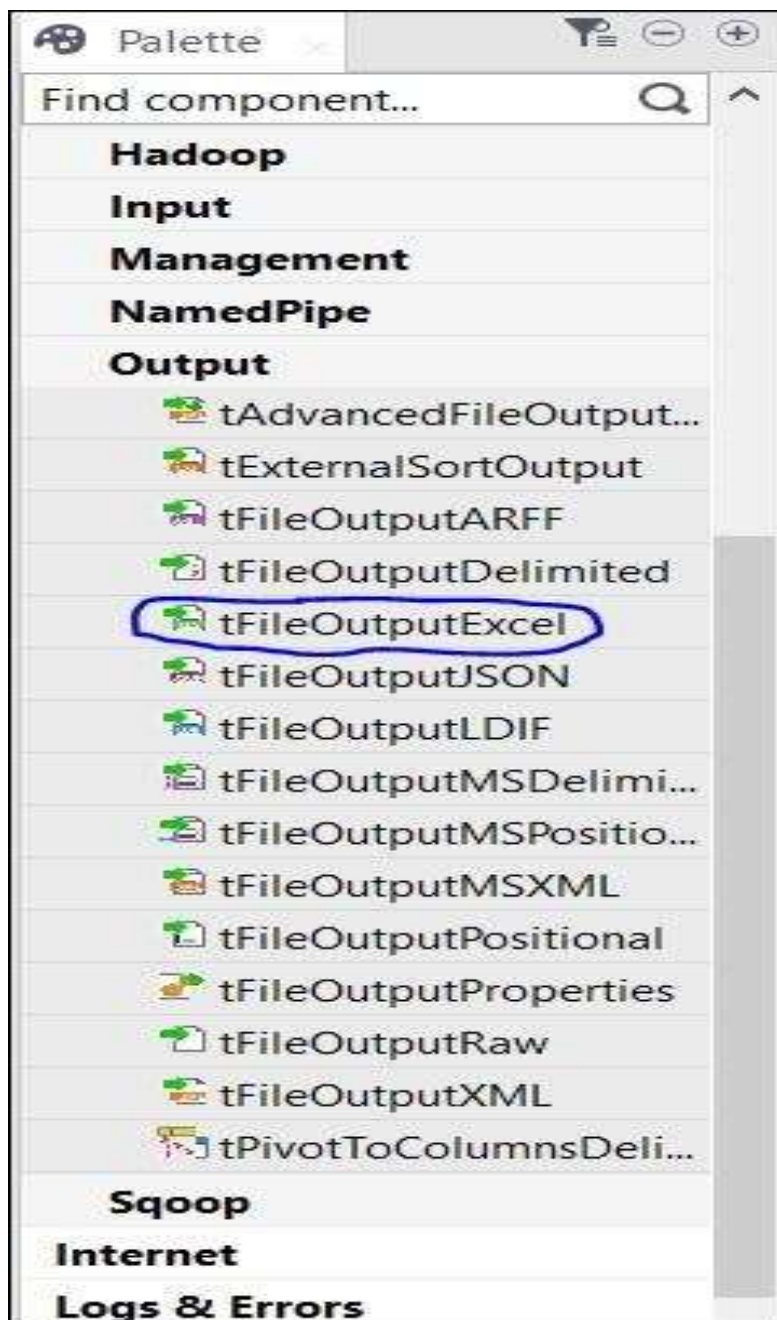 Palette
Find component...
Hadoop
Input
Management
NamedPipe
Output
tAdvancedFileOutput...
tExternalSortOutput
tFileOutputARFF
tFileOutputDelimited
tFileOutputExcel
tFileOutputJSON
tFileOutputLDIF
tFileOutputMSDelimi...
tFileOutputMSPositio...
tFileOutputMSXML
tFileOutputPositional
tFileOutputProperties
tFileOutputRaw
tFileOutputXML
tPivotToColumnsDeli...
Sqoop
Internet
Logs & Errors